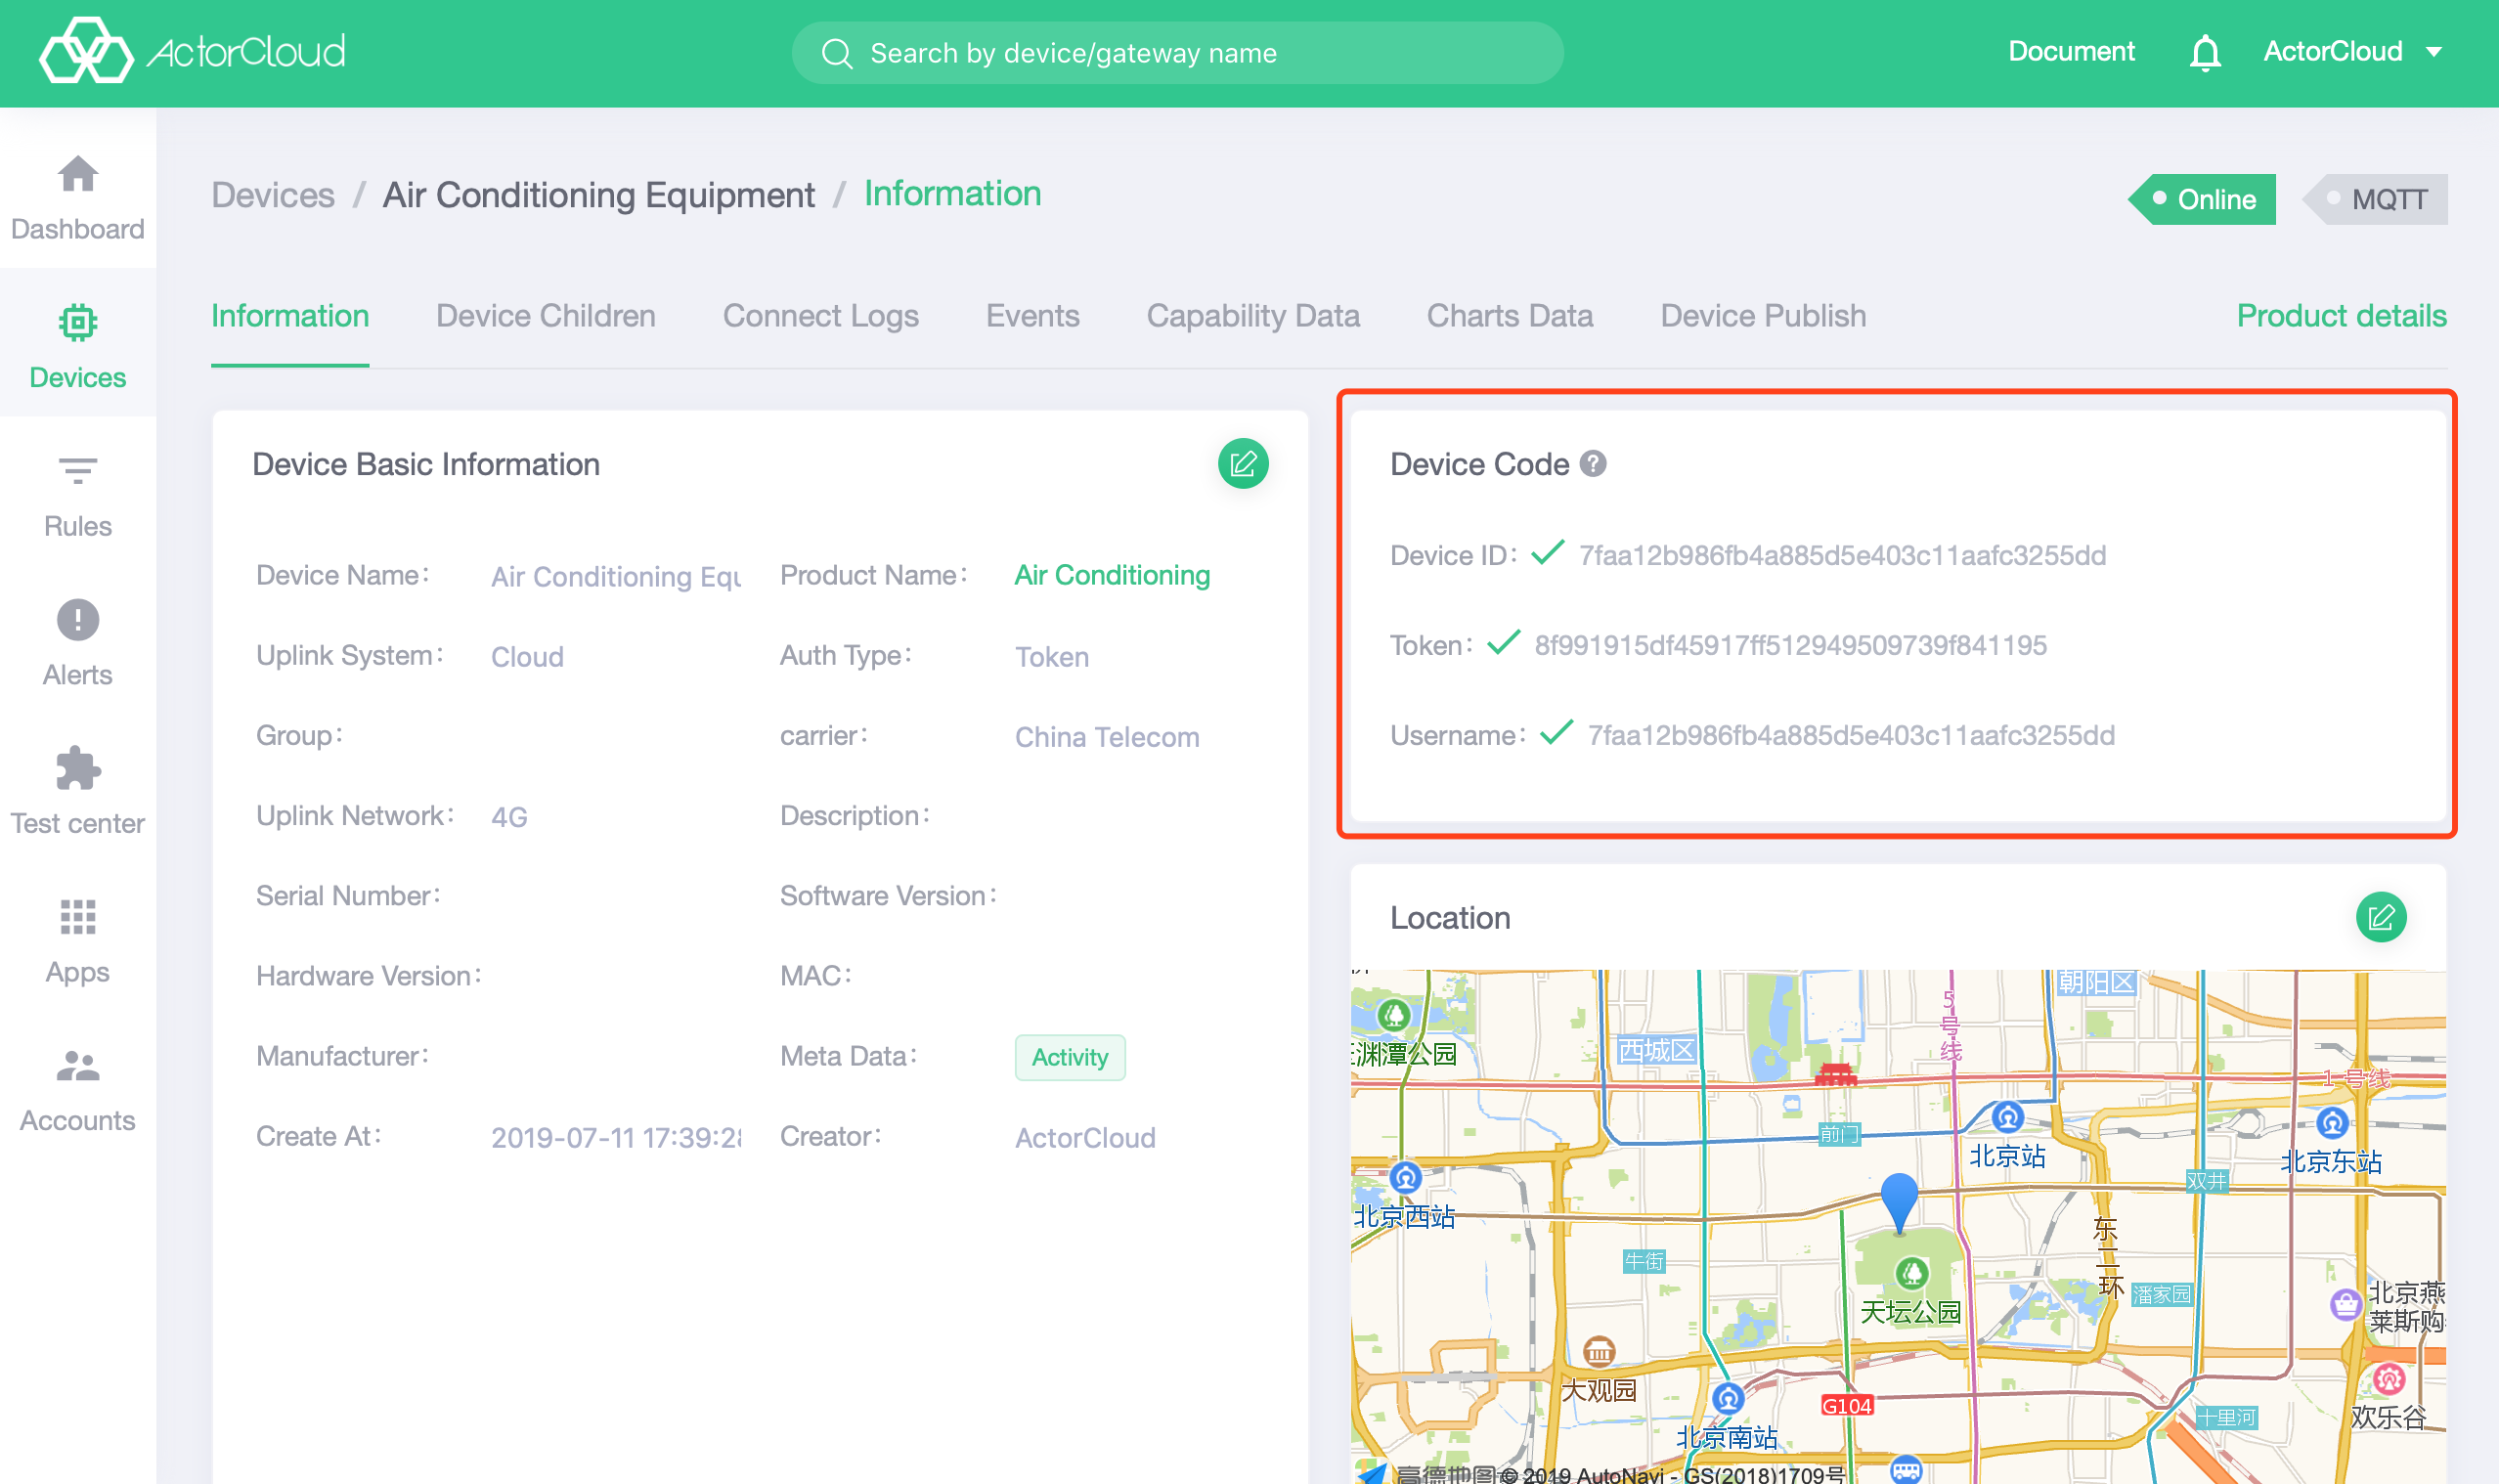 ActorCloud
Search by device/gateway name
Document
ActorCloud
Dashboard
Devices
Rules
Alerts
Test center
Apps
Accounts
Devices / Air Conditioning Equipment / Information
Online
MQTT
Information
Device Children
Connect Logs
Events
Capability Data
Charts Data
Device Publish
Product details
Device Basic Information
Device Name: Air Conditioning Equ
Product Name: Air Conditioning
Uplink System: Cloud
Auth Type: Token
Group:
carrier: China Telecom
Uplink Network: 4G
Description:
Serial Number:
Software Version:
Hardware Version:
MAC:
Manufacturer:
Meta Data: Activity
Create At: 2019-07-11 17:39:28
Creator: ActorCloud
Device Code ?
Device ID: 7faa12b986fb4a885d5e403c11aafc3255dd
Token: 8f991915df45917ff512949509739f841195
Username: 7faa12b986fb4a885d5e403c11aafc3255dd
Location
朝阳区
5号线
西城区
渊潭公园
1号线
前门
北京站
北京东站
双井
北京西站
东二环
牛街
潘家园
天坛公园
北京燕
莱斯购
大观园
G104
十里河
欢乐谷
北京南站
高德地图 © 2019 AutoNavi - GS(2018)1709号